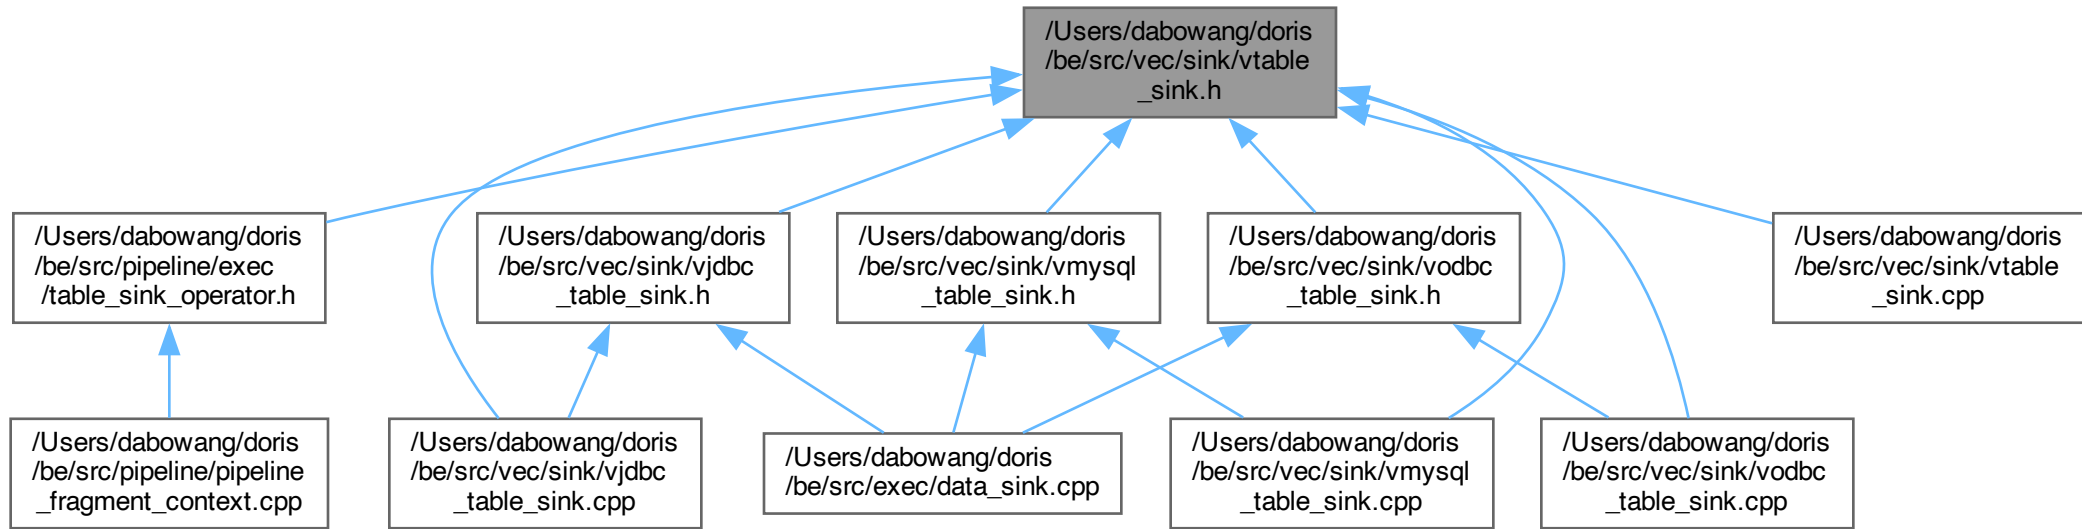 /Users/dabowang/doris
/be/src/vec/sink/vtable
_sink.h
/Users/dabowang/doris
/be/src/pipeline/exec
/table_sink_operator.h
/Users/dabowang/doris
/be/src/vec/sink/vjdbc
_table_sink.h
/Users/dabowang/doris
/be/src/vec/sink/vmysql
_table_sink.h
/Users/dabowang/doris
/be/src/vec/sink/vodbc
_table_sink.h
/Users/dabowang/doris
/be/src/vec/sink/vtable
_sink.cpp
/Users/dabowang/doris
/be/src/pipeline/pipeline
_fragment_context.cpp
/Users/dabowang/doris
/be/src/vec/sink/vjdbc
_table_sink.cpp
/Users/dabowang/doris
/be/src/exec/data_sink.cpp
/Users/dabowang/doris
/be/src/vec/sink/vmysql
_table_sink.cpp
/Users/dabowang/doris
/be/src/vec/sink/vodbc
_table_sink.cpp